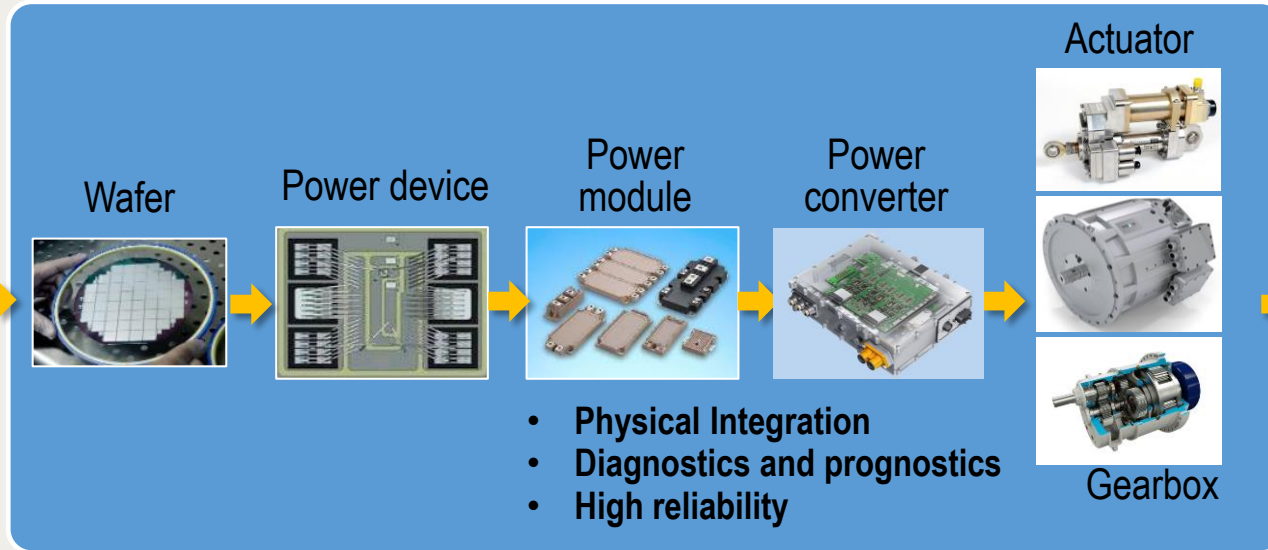 Wafer
Power device
Power
module
Power
converter
Actuator
• Physical Integration
• Diagnostics and prognostics
• High reliability
Gearbox